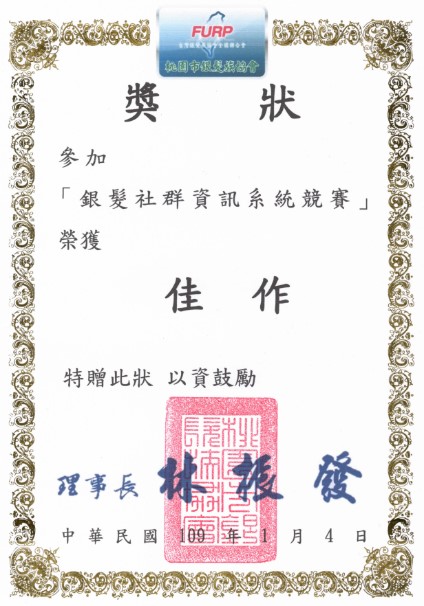 FURP
桃園市銀髮族協會
獎狀
參加
「銀髮社群資訊系統競賽」
榮獲
佳作
特贈此狀 以資鼓勵
理事長 林振發
中華民國 109 年 1 月 4 日